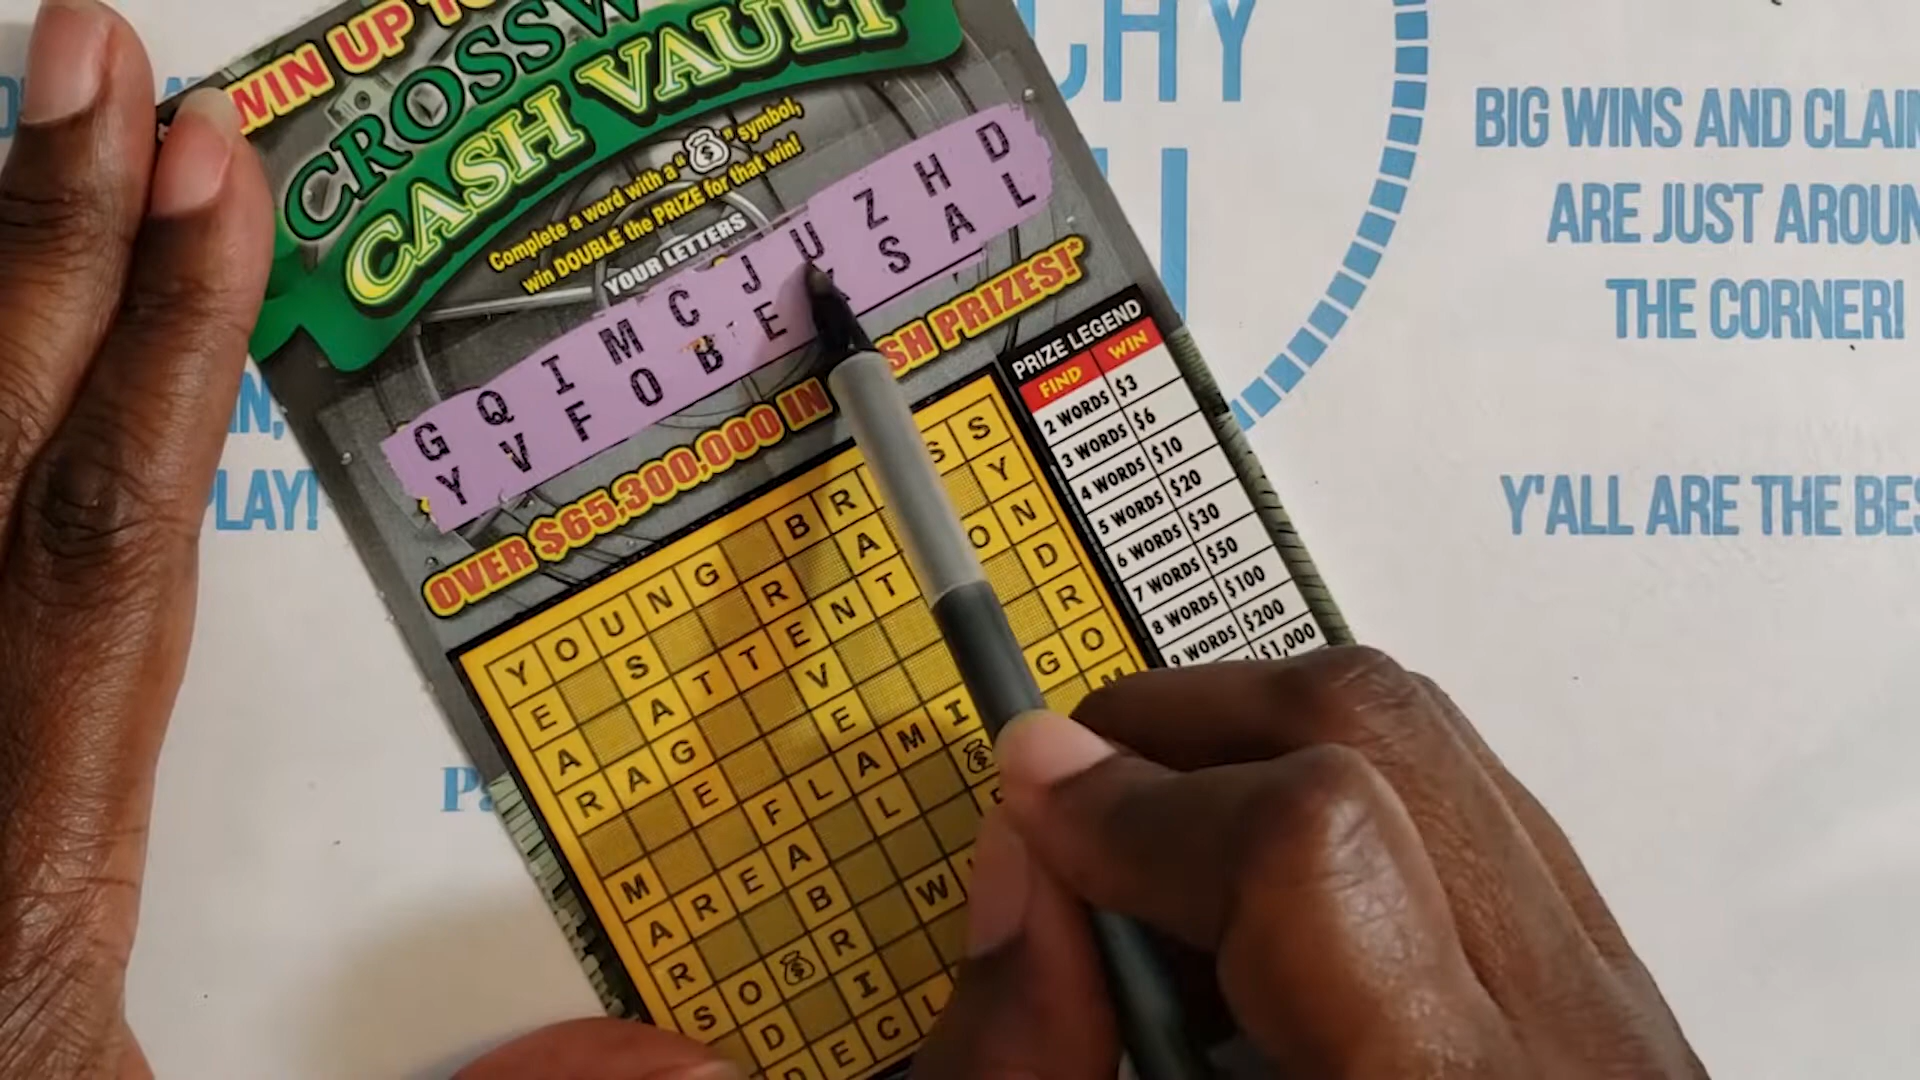 WIN UP TO
CROSSW
CASH VAULT
Complete a word with a " " symbol,
win DOUBLE the PRIZE for that win!
YOUR LETTERS
G Q I M C J U Z H D
Y V F O B E S A L
OVER $65,300,000 IN SH PRIZES!*
PRIZE LEGEND
FIND WIN
2 WORDS $3
3 WORDS $6
4 WORDS $10
5 WORDS $20
6 WORDS $30
7 WORDS $50
8 WORDS $100
9 WORDS $200
$1,000
Y O U N G B R S S
E S R A Y
A A T T E N T O N
R A G V D
E E R
F L A M I G O
M A L
A R E A B W
R R
S O D I
D E C L
CHY
BIG WINS AND CLAIM
ARE JUST AROUN
THE CORNER!
Y'ALL ARE THE BES
PLAY!